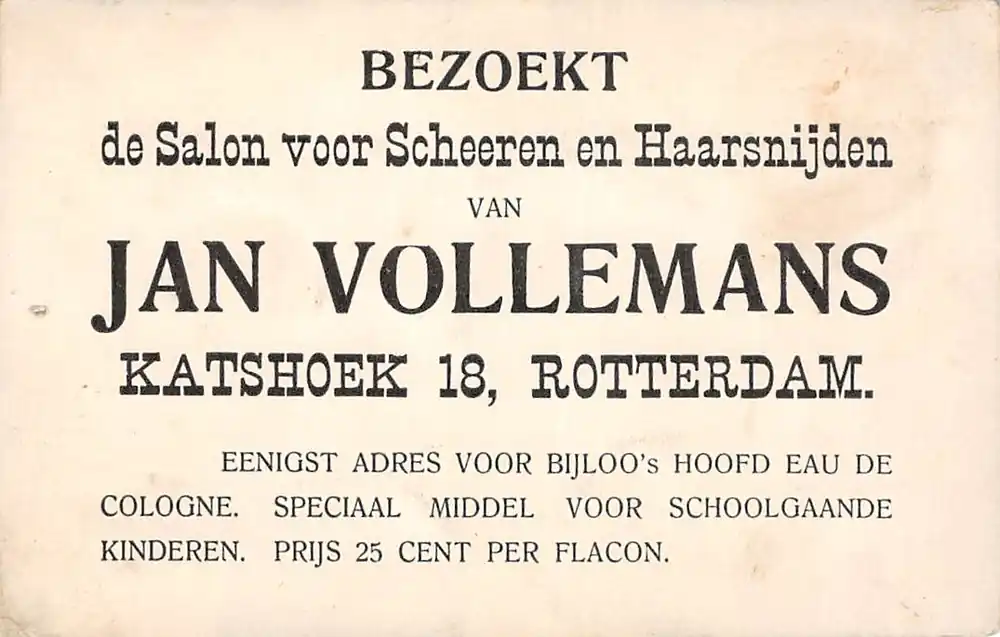 BEZOEKT
de Salon voor Scheeren en Haarsnijden
VAN
JAN VOLLEMANS
KATSHOEK 18, ROTTERDAM.
EENIGST ADRES VOOR BIJLOO's HOOFD EAU DE
COLOGNE. SPECIAAL MIDDEL VOOR SCHOOLGAANDE
KINDEREN. PRIJS 25 CENT PER FLACON.